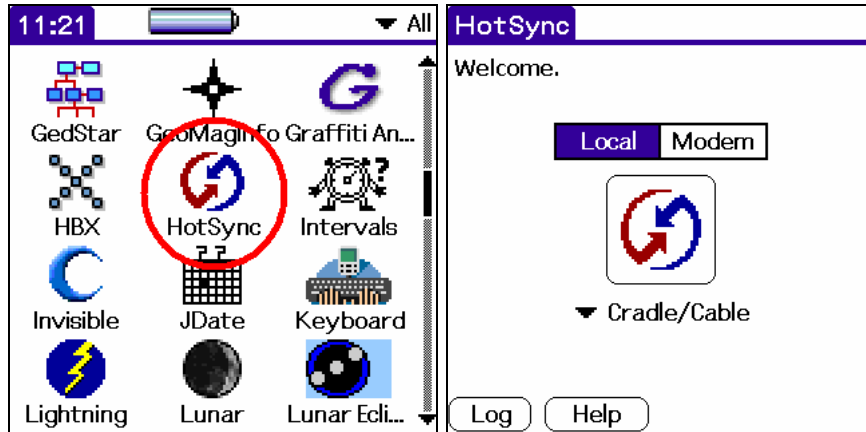 11:21 All
GedStar GeoMagInfo Graffiti An...
HBX HotSync Intervals
Invisible JDate Keyboard
Lightning Lunar Lunar Ecli...
HotSync
Welcome.
Local Modem
Cradle/Cable
Log Help